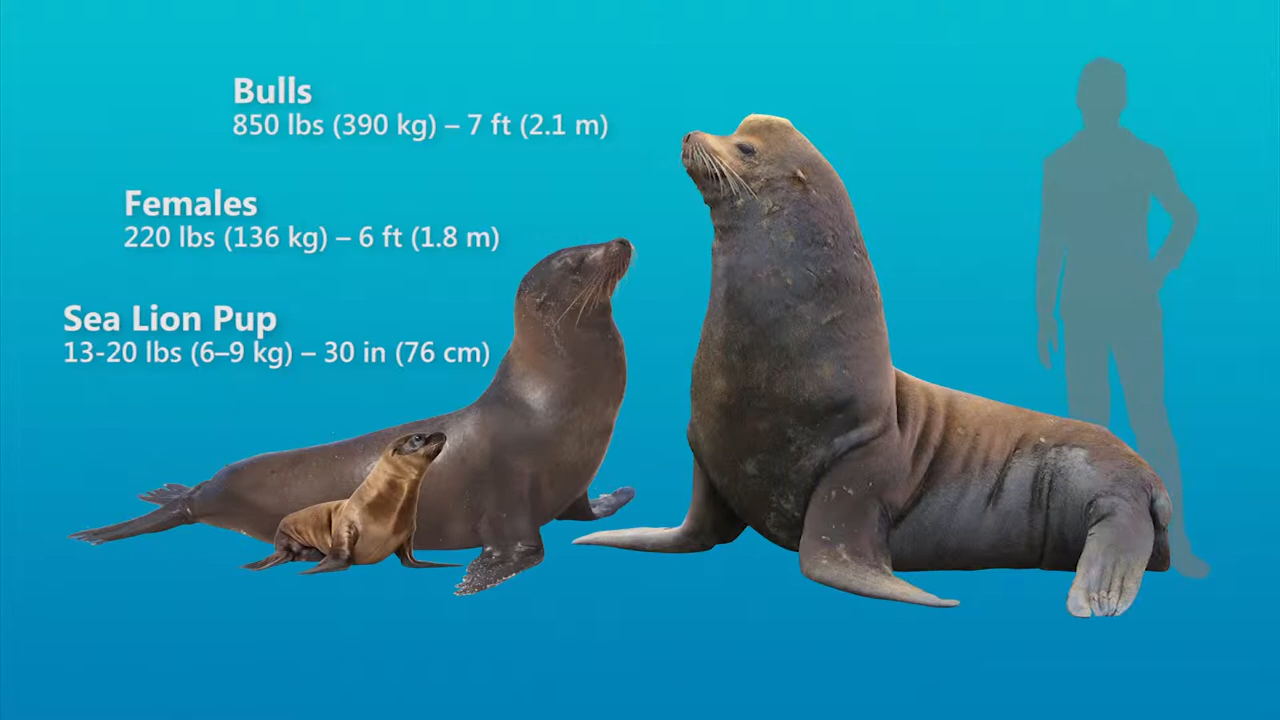 Bulls
850 lbs (390 kg) – 7 ft (2.1 m)
Females
220 lbs (136 kg) – 6 ft (1.8 m)
Sea Lion Pup
13-20 lbs (6–9 kg) – 30 in (76 cm)